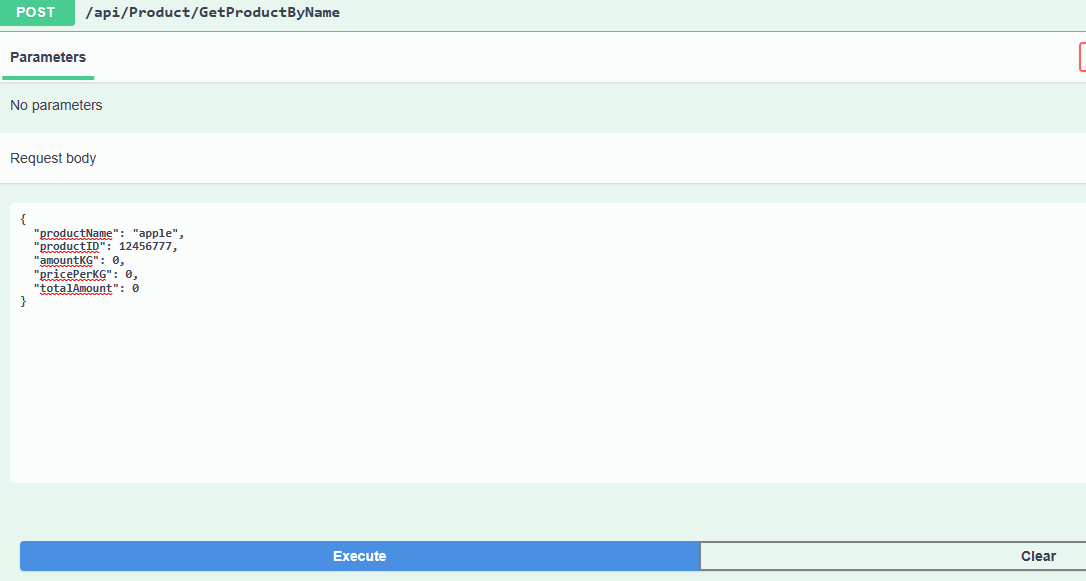 POST /api/Product/GetProductByName
Parameters
No parameters
Request body
{
"productName": "apple",
"productID": 12456777,
"amountKG": 0,
"pricePerKG": 0,
"totalAmount": 0
}
Execute Clear